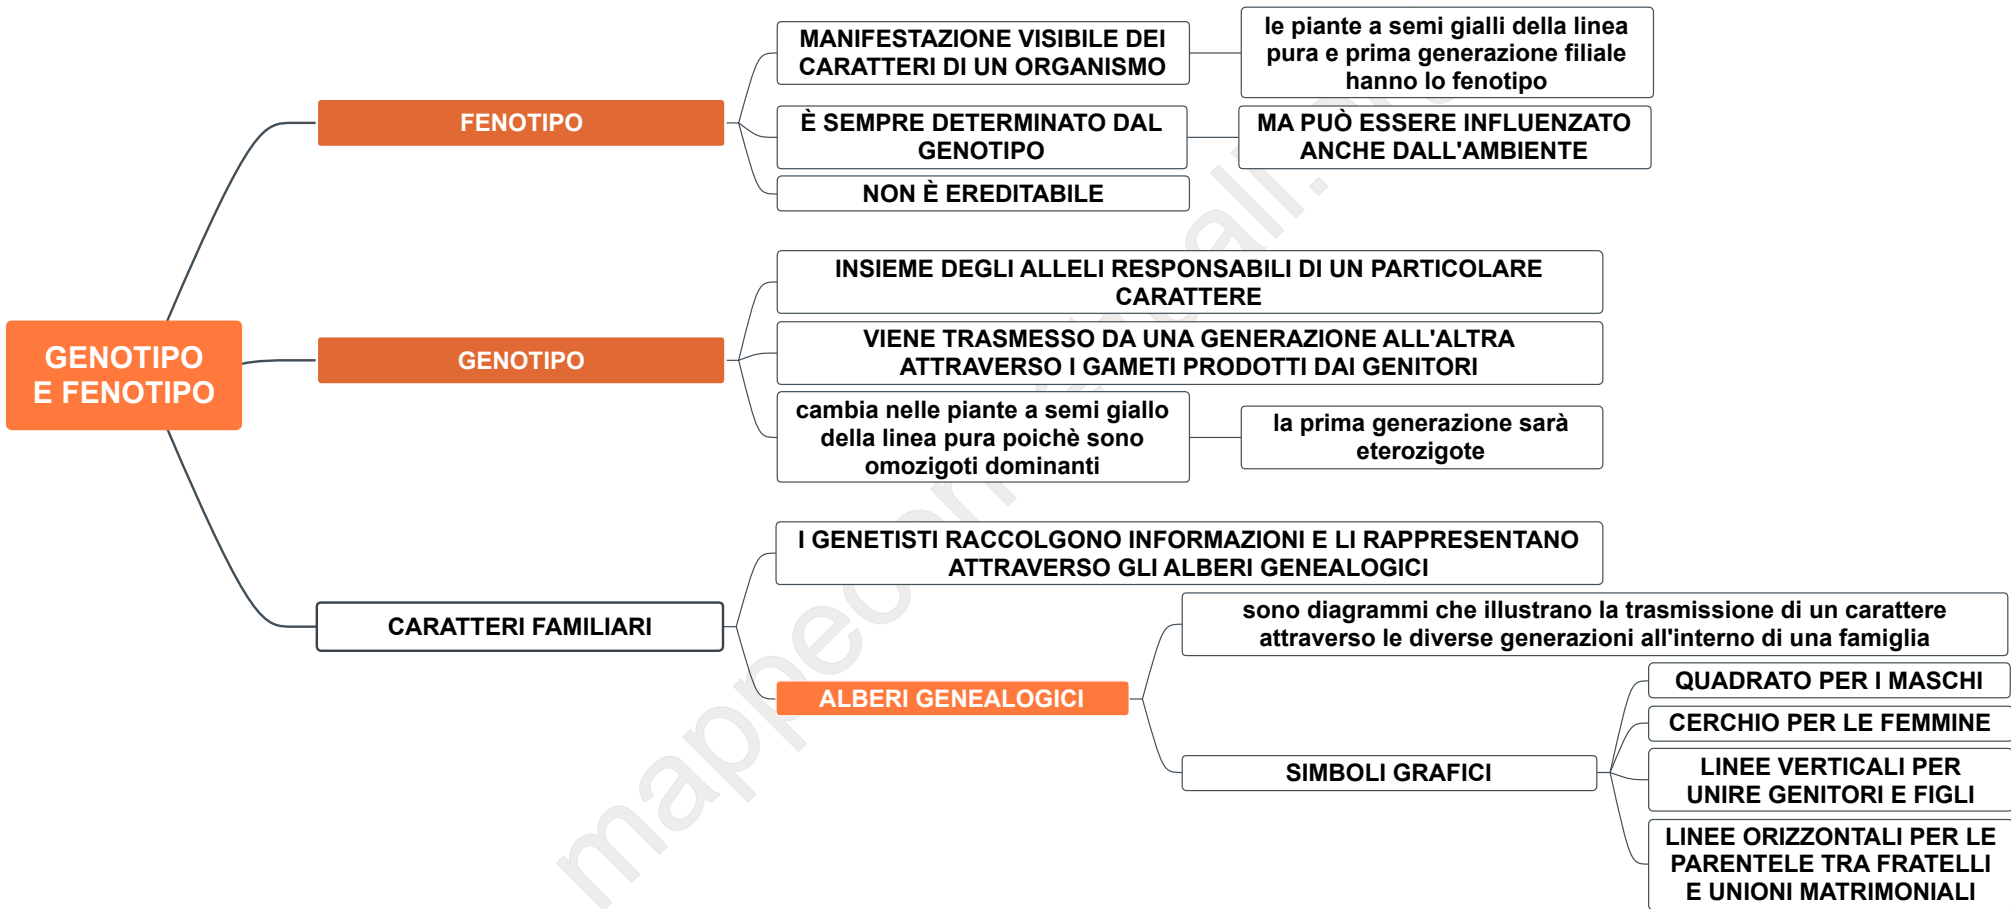 GENOTIPO
E FENOTIPO
FENOTIPO
MANIFESTAZIONE VISIBILE DEI
CARATTERI DI UN ORGANISMO
le piante a semi gialli della linea
pura e prima generazione filiale
hanno lo fenotipo
È SEMPRE DETERMINATO DAL
GENOTIPO
MA PUÒ ESSERE INFLUENZATO
ANCHE DALL'AMBIENTE
NON È EREDITABILE
GENOTIPO
INSIEME DEGLI ALLELI RESPONSABILI DI UN PARTICOLARE
CARATTERE
VIENE TRASMESSO DA UNA GENERAZIONE ALL'ALTRA
ATTRAVERSO I GAMETI PRODOTTI DAI GENITORI
cambia nelle piante a semi giallo
della linea pura poichè sono
omozigoti dominanti
la prima generazione sarà
eterozigote
CARATTERI FAMILIARI
I GENETISTI RACCOLGONO INFORMAZIONI E LI RAPPRESENTANO
ATTRAVERSO GLI ALBERI GENEALOGICI
ALBERI GENEALOGICI
sono diagrammi che illustrano la trasmissione di un carattere
attraverso le diverse generazioni all'interno di una famiglia
SIMBOLI GRAFICI
QUADRATO PER I MASCHI
CERCHIO PER LE FEMMINE
LINEE VERTICALI PER
UNIRE GENITORI E FIGLI
LINEE ORIZZONTALI PER LE
PARENTELE TRA FRATELLI
E UNIONI MATRIMONIALI